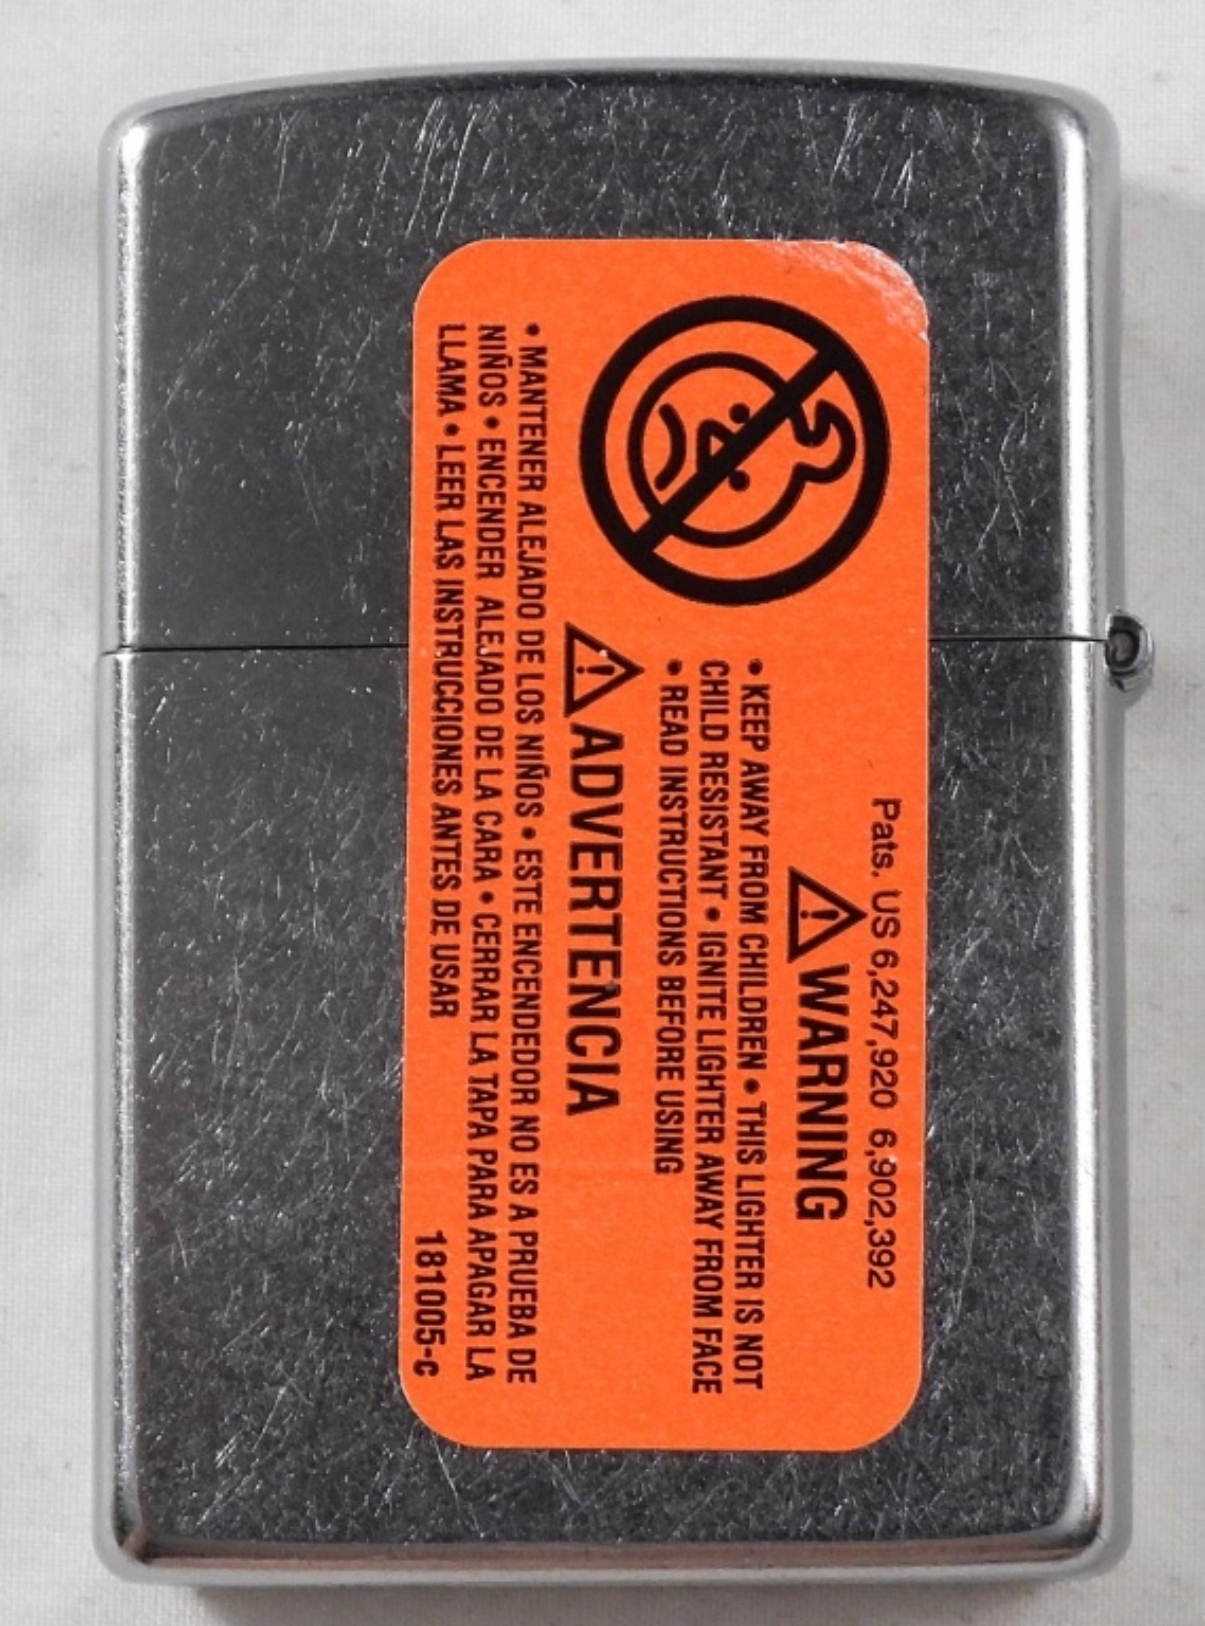 Pats. US 6,247,920 6,902,392
⚠ WARNING
• KEEP AWAY FROM CHILDREN • THIS LIGHTER IS NOT
CHILD RESISTANT • IGNITE LIGHTER AWAY FROM FACE
• READ INSTRUCTIONS BEFORE USING
⚠ ADVERTENCIA
• MANTENER ALEJADO DE LOS NIÑOS • ESTE ENCENDEDOR NO ES A PRUEBA DE
NIÑOS • ENCENDER ALEJADO DE LA CARA • CERRAR LA TAPA PARA APAGAR LA
LLAMA • LEER LAS INSTRUCCIONES ANTES DE USAR
181005-c